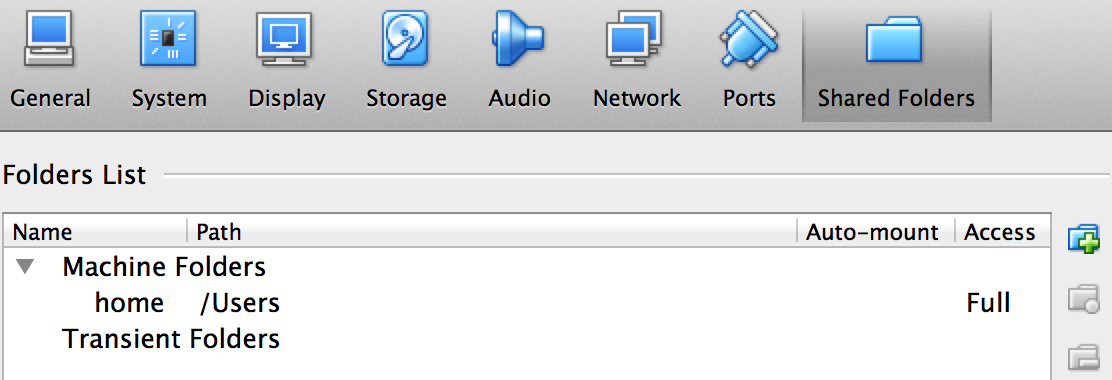 General System Display Storage Audio Network Ports Shared Folders
Folders List
Name Path Auto-mount Access
Machine Folders
home /Users Full
Transient Folders